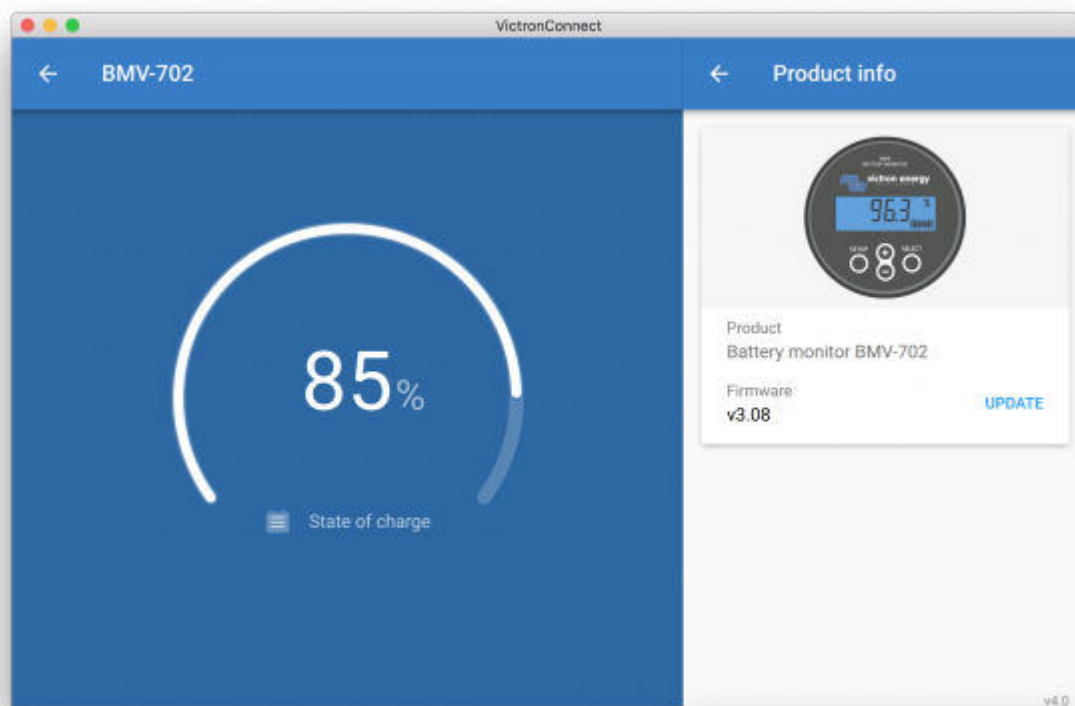 VictronConnect
BMV-702
85%
State of charge
Product info
victron energy
96.3 %
SETUP
SELECT
+
−
Product
Battery monitor BMV-702
Firmware
v3.08
UPDATE
v4.0